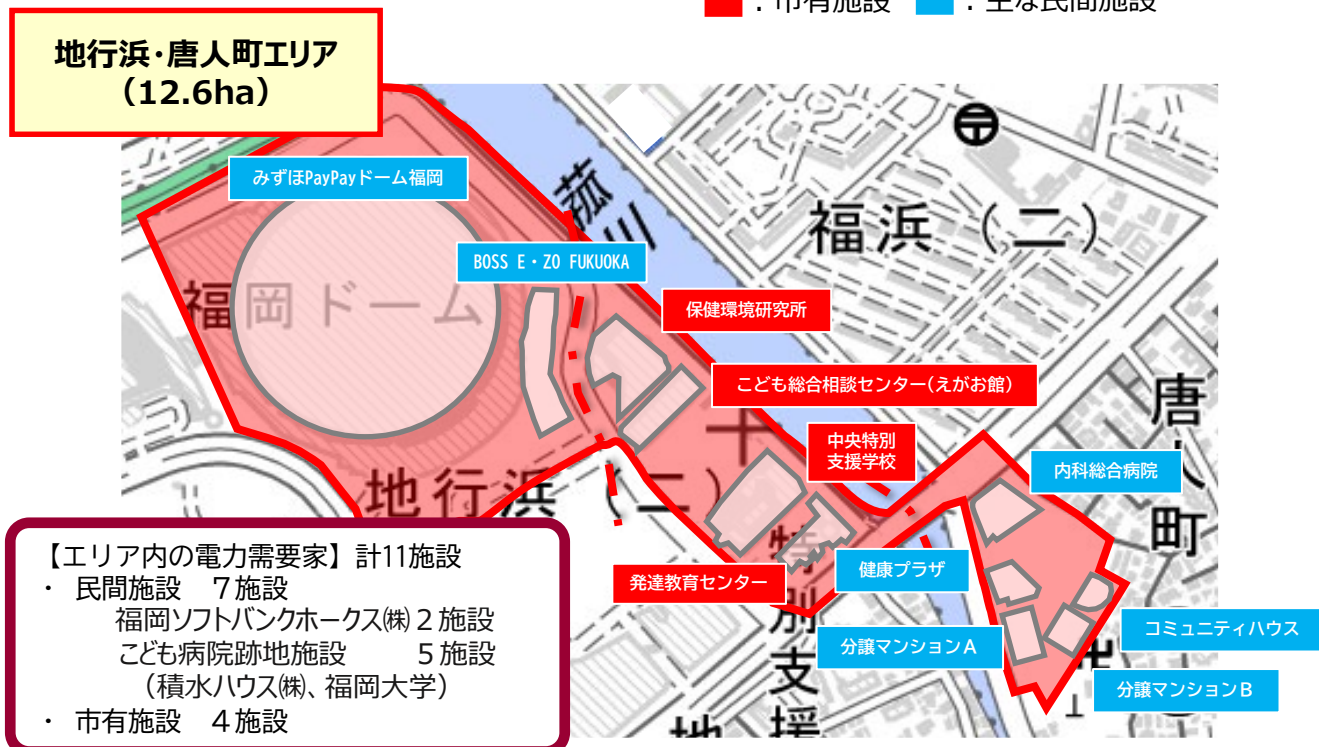 ：市有施設　：主な民間施設
地行浜・唐人町エリア
（12.6ha）
みずほPayPayドーム福岡
BOSS E・ZO FUKUOKA
保健環境研究所
こども総合相談センター(えがお館)
中央特別
支援学校
内科総合病院
発達教育センター
健康プラザ
分譲マンションA
コミュニティハウス
分譲マンションB
菰川
福浜（二）
福岡ドーム
地行浜（二）
唐人町
特別支援
地
【エリア内の電力需要家】計11施設
・ 民間施設　7施設
福岡ソフトバンクホークス㈱２施設
こども病院跡地施設　５施設
（積水ハウス㈱、福岡大学）
・ 市有施設　4施設